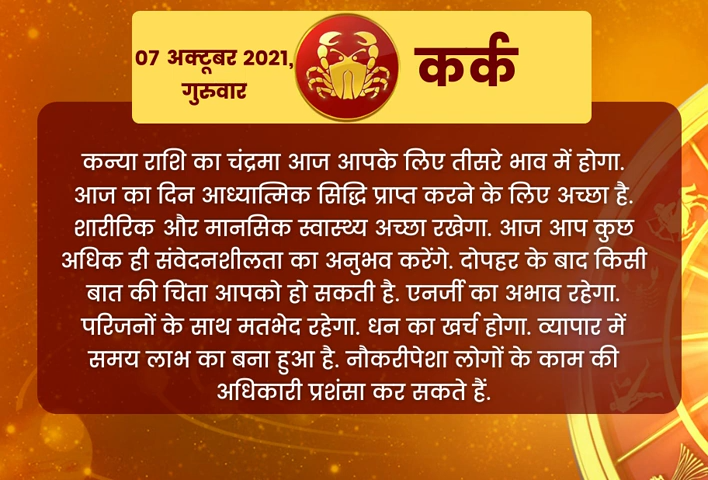 07 अक्टूबर 2021,
गुरुवार
कर्क
कन्या राशि का चंद्रमा आज आपके लिए तीसरे भाव में होगा.
आज का दिन आध्यात्मिक सिद्धि प्राप्त करने के लिए अच्छा है.
शारीरिक और मानसिक स्वास्थ्य अच्छा रखेगा. आज आप कुछ
अधिक ही संवेदनशीलता का अनुभव करेंगे. दोपहर के बाद किसी
बात की चिंता आपको हो सकती है. एनर्जी का अभाव रहेगा.
परिजनों के साथ मतभेद रहेगा. धन का खर्च होगा. व्यापार में
समय लाभ का बना हुआ है. नौकरीपेशा लोगों के काम की
अधिकारी प्रशंसा कर सकते हैं.